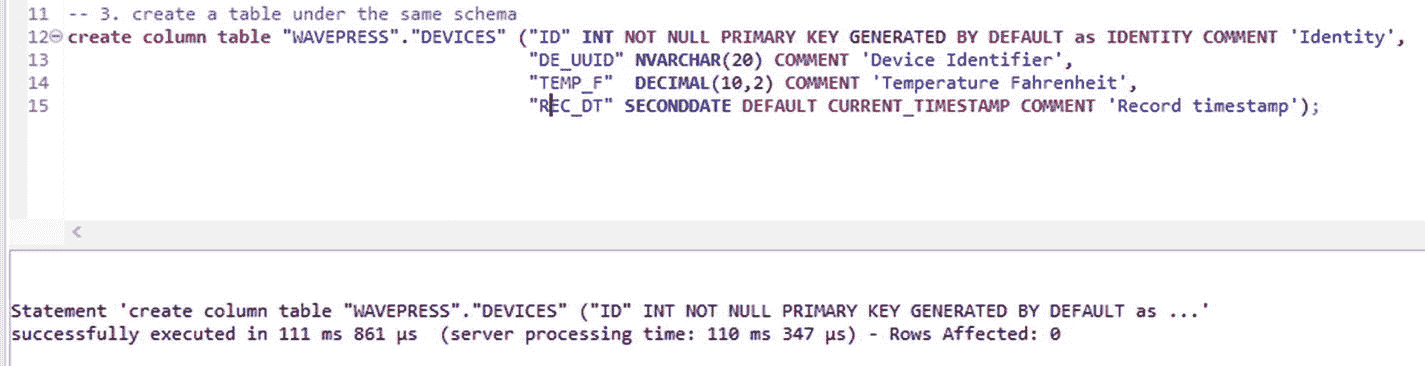 11 -- 3. create a table under the same schema
12 create column table "WAVEPRESS"."DEVICES" ("ID" INT NOT NULL PRIMARY KEY GENERATED BY DEFAULT as IDENTITY COMMENT 'Identity',
13 "DE_UUID" NVARCHAR(20) COMMENT 'Device Identifier',
14 "TEMP_F" DECIMAL(10,2) COMMENT 'Temperature Fahrenheit',
15 "REC_DT" SECONDDATE DEFAULT CURRENT_TIMESTAMP COMMENT 'Record timestamp');
Statement 'create column table "WAVEPRESS"."DEVICES" ("ID" INT NOT NULL PRIMARY KEY GENERATED BY DEFAULT as ...'
successfully executed in 111 ms 861 µs (server processing time: 110 ms 347 µs) - Rows Affected: 0